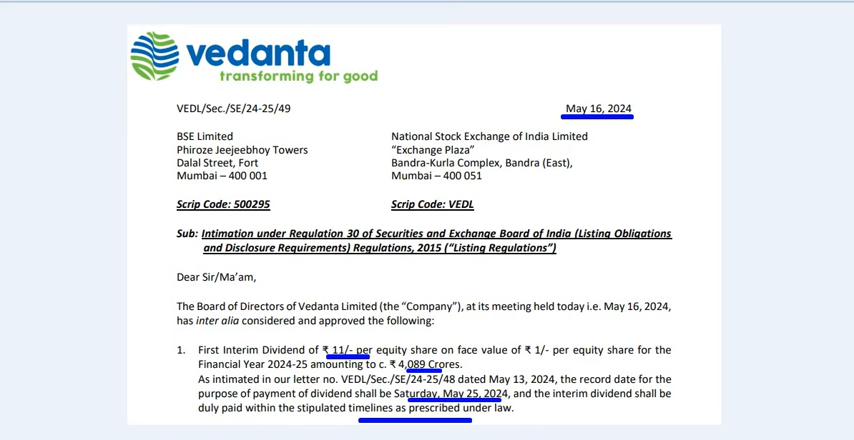 vedanta
transforming for good
VEDL/Sec./SE/24-25/49 May 16, 2024
BSE Limited National Stock Exchange of India Limited
Phiroze Jeejeebhoy Towers “Exchange Plaza”
Dalal Street, Fort Bandra-Kurla Complex, Bandra (East),
Mumbai – 400 001 Mumbai – 400 051
Scrip Code: 500295 Scrip Code: VEDL
Sub: Intimation under Regulation 30 of Securities and Exchange Board of India (Listing Obligations
and Disclosure Requirements) Regulations, 2015 (“Listing Regulations”)
Dear Sir/Ma’am,
The Board of Directors of Vedanta Limited (the “Company”), at its meeting held today i.e. May 16, 2024,
has inter alia considered and approved the following:
1. First Interim Dividend of ₹ 11/- per equity share on face value of ₹ 1/- per equity share for the
Financial Year 2024-25 amounting to c. ₹ 4,089 Crores.
As intimated in our letter no. VEDL/Sec./SE/24-25/48 dated May 13, 2024, the record date for the
purpose of payment of dividend shall be Saturday, May 25, 2024, and the interim dividend shall be
duly paid within the stipulated timelines as prescribed under law.